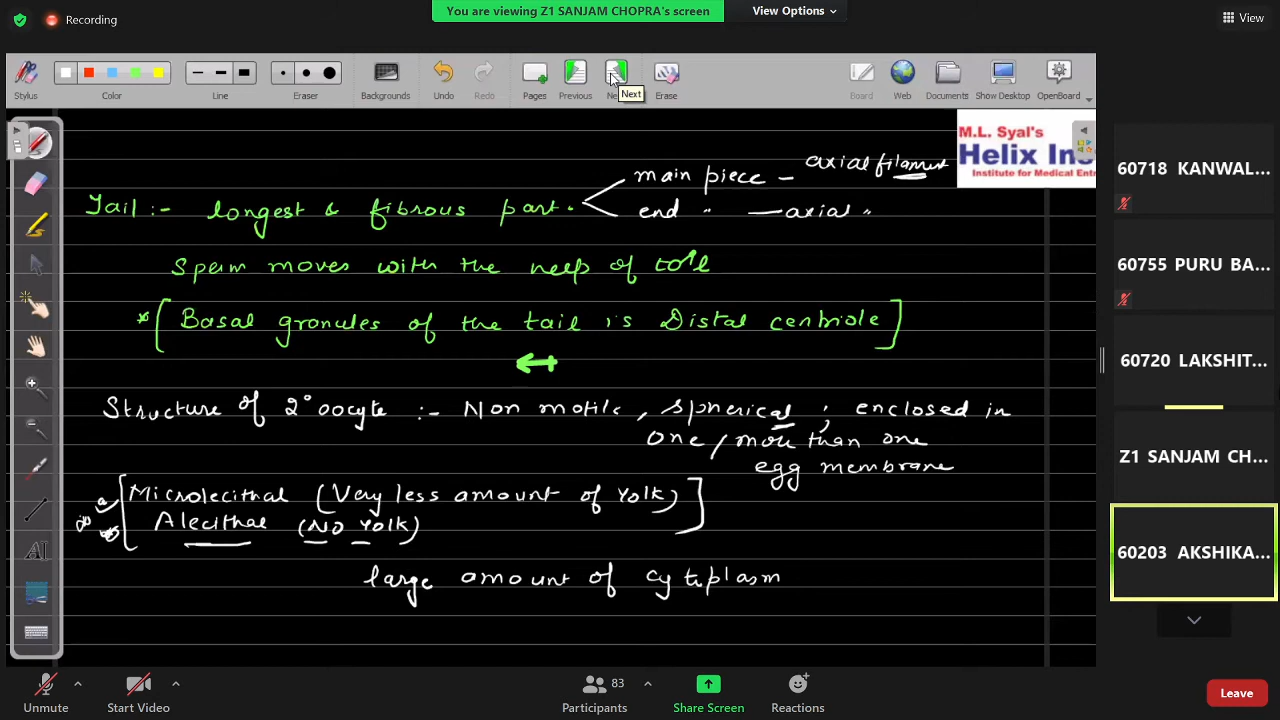 You are viewing Z1 SANJAM CHOPRA's screen
View Options
Recording
View
Stylus
Color
Line
Eraser
Backgrounds
Undo
Redo
Pages
Previous
Next
Erase
Board
Web
Documents
Show Desktop
OpenBoard
M.L. Syal's
Helix Ins
Institute for Medical Entr
Tail :- longest & fibrous part.
main piece - axial filament
end " — axial "
Sperm moves with the help of tail
* [Basal granules of the tail is Distal centriole]
Structure of 2° oocyte :- Non motile, spherical ; enclosed in
one / more than one
egg membrane
Microlecithal (Very less amount of Yolk)
Alecithal (NO Yolk)
large amount of cytoplasm
60718 KANWAL...
60755 PURU BA...
60720 LAKSHIT...
Z1 SANJAM CH...
60203 AKSHIKA...
Unmute
Start Video
83
Participants
Share Screen
Reactions
Leave